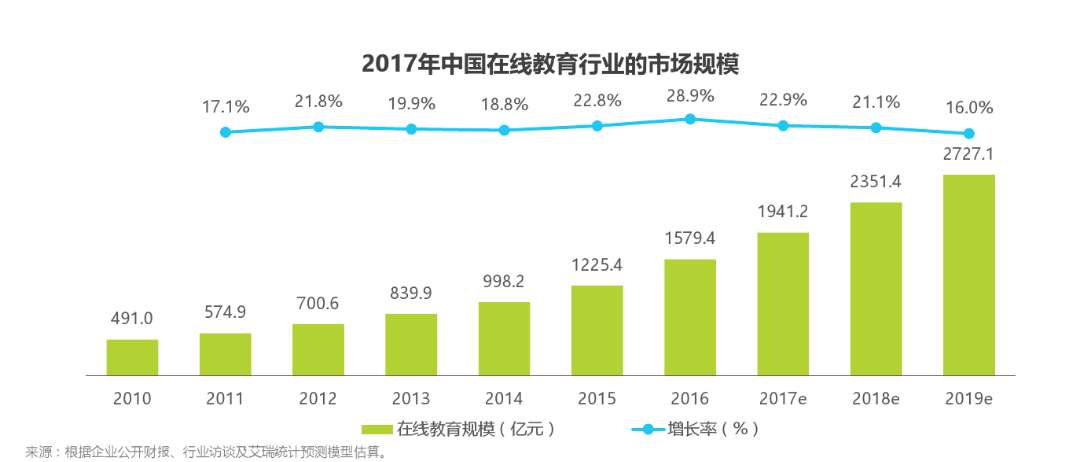 2017年中国在线教育行业的市场规模
17.1% 21.8% 19.9% 18.8% 22.8% 28.9% 22.9% 21.1% 16.0%
491.0 574.9 700.6 839.9 998.2 1225.4 1579.4 1941.2 2351.4 2727.1
2010 2011 2012 2013 2014 2015 2016 2017e 2018e 2019e
在线教育规模（亿元） 增长率（%）
来源：根据企业公开财报、行业访谈及艾瑞统计预测模型估算。